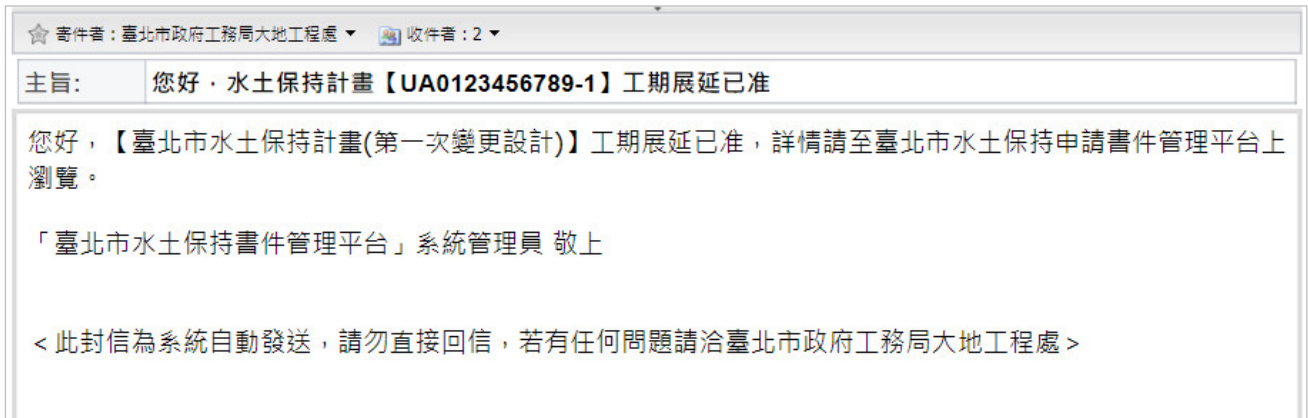 寄件者：臺北市政府工務局大地工程處 收件者：2
主旨: 您好，水土保持計畫【UA0123456789-1】工期展延已准
您好，【臺北市水土保持計畫(第一次變更設計)】工期展延已准，詳情請至臺北市水土保持申請書件管理平台上
瀏覽。
「臺北市水土保持書件管理平台」系統管理員 敬上
<此封信為系統自動發送，請勿直接回信，若有任何問題請洽臺北市政府工務局大地工程處>